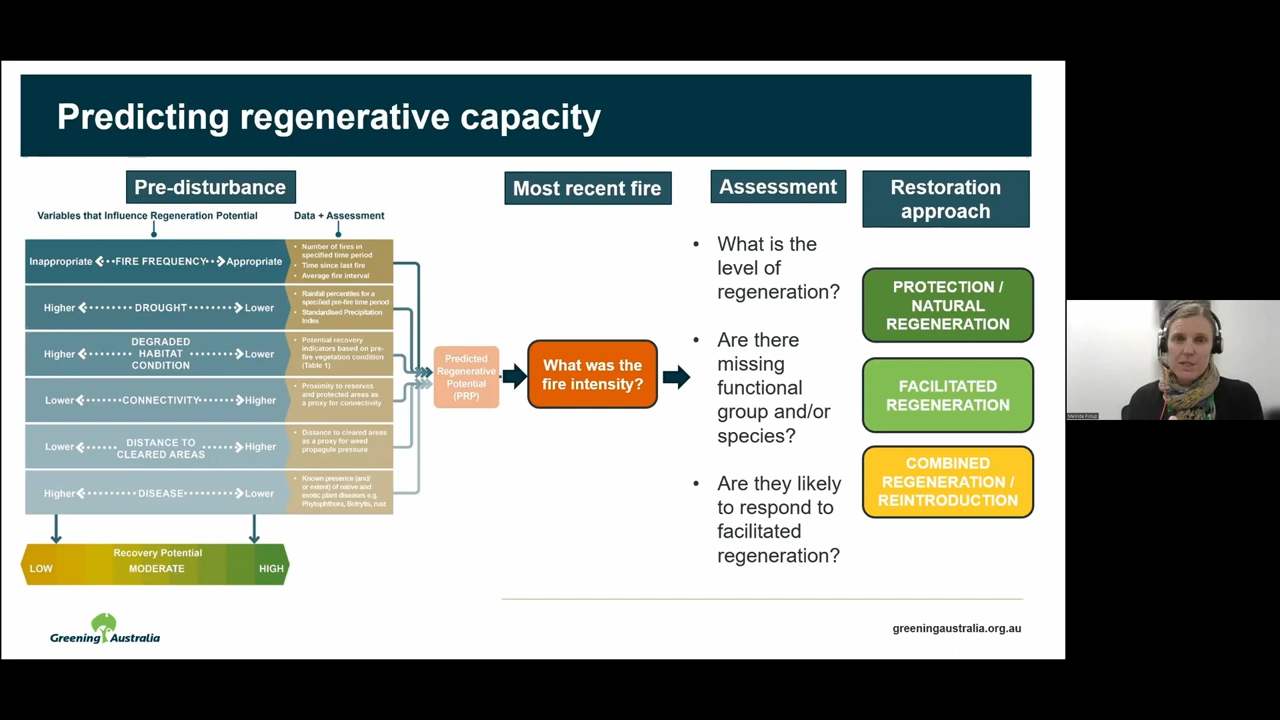 Predicting regenerative capacity
Pre-disturbance
Variables that Influence Regeneration Potential
Data + Assessment
Inappropriate FIRE FREQUENCY Appropriate
• Number of fires in
specified time period
• Time since last fire
• Average fire interval
Higher DROUGHT Lower
• Rainfall percentiles for a
specified pre-fire time period
• Standardised Precipitation
Index
Higher DEGRADED Lower
HABITAT
CONDITION
• Potential recovery
indicators based on pre-
fire vegetation condition
(Table 1)
Lower CONNECTIVITY Higher
• Proximity to reserves
and protected areas as
a proxy for connectivity
Lower DISTANCE TO Higher
CLEARED AREAS
• Distance to cleared areas
as a proxy for weed
propagule pressure
Higher DISEASE Lower
• Known presence (and/
or extent) of native and
exotic plant diseases e.g.
Phytophthora, Botrytis, rust
Recovery Potential
LOW MODERATE HIGH
Predicted
Regenerative
Potential
(PRP)
Most recent fire
What was the
fire intensity?
Assessment
• What is the
level of
regeneration?
• Are there
missing
functional
group and/or
species?
• Are they likely
to respond to
facilitated
regeneration?
Restoration
approach
PROTECTION /
NATURAL
REGENERATION
FACILITATED
REGENERATION
COMBINED
REGENERATION /
REINTRODUCTION
Greening Australia
greeningaustralia.org.au